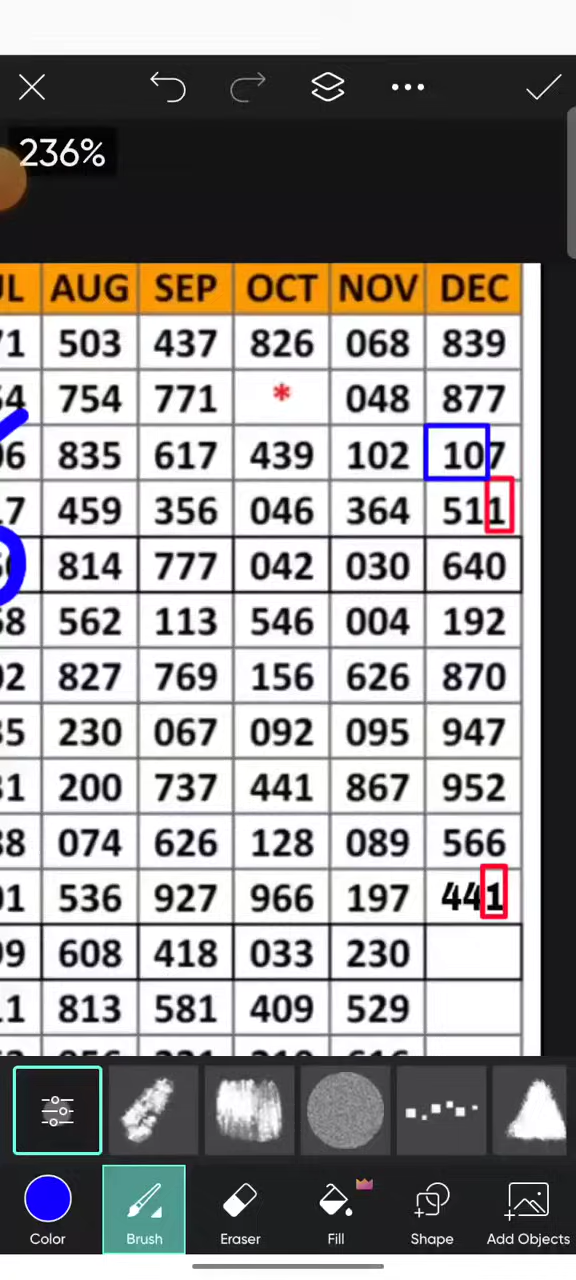 236%
AUG SEP OCT NOV DEC
71 503 437 826 068 839
754 771 * 048 877
835 617 439 102 107
17 459 356 046 364 511
814 777 042 030 640
562 113 546 004 192
827 769 156 626 870
230 067 092 095 947
200 737 441 867 952
074 626 128 089 566
536 927 966 197 441
608 418 033 230
813 581 409 529
Color Brush Eraser Fill Shape Add Objects